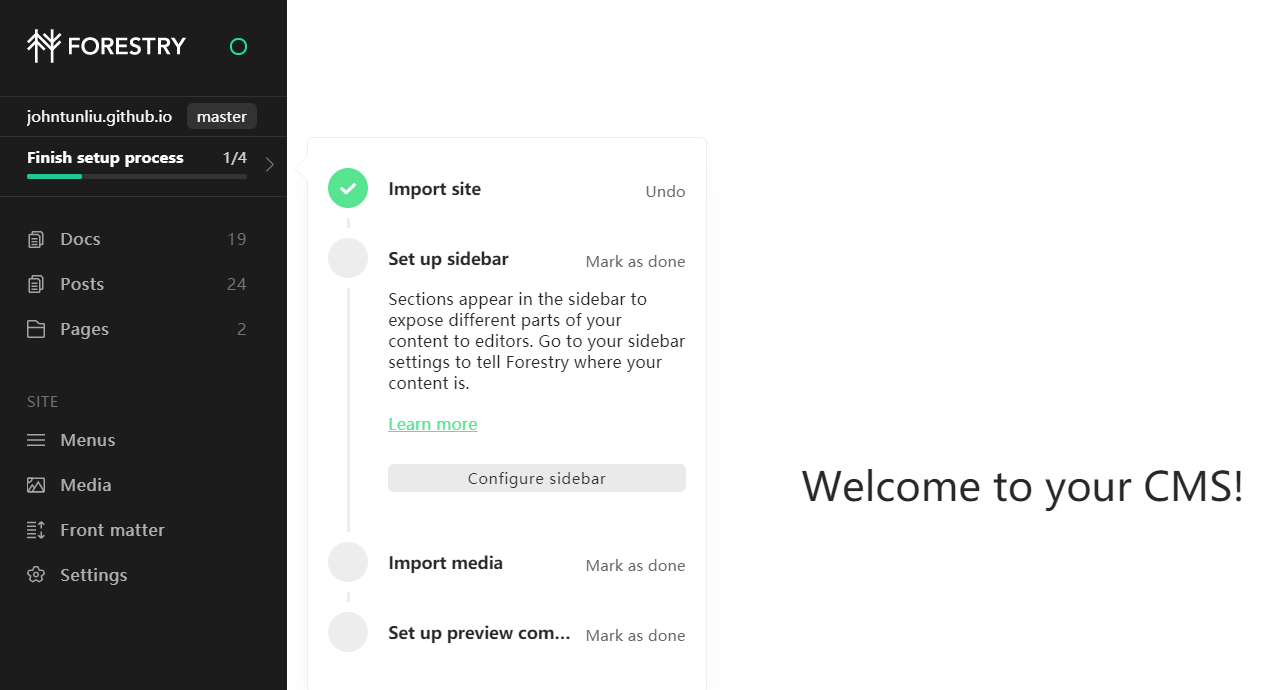 FORESTRY
johntunliu.github.io master
Finish setup process 1/4
Docs 19
Posts 24
Pages 2
SITE
Menus
Media
Front matter
Settings
Import site Undo
Set up sidebar Mark as done
Sections appear in the sidebar to
expose different parts of your
content to editors. Go to your sidebar
settings to tell Forestry where your
content is.
Learn more
Configure sidebar
Import media Mark as done
Set up preview com... Mark as done
Welcome to your CMS!